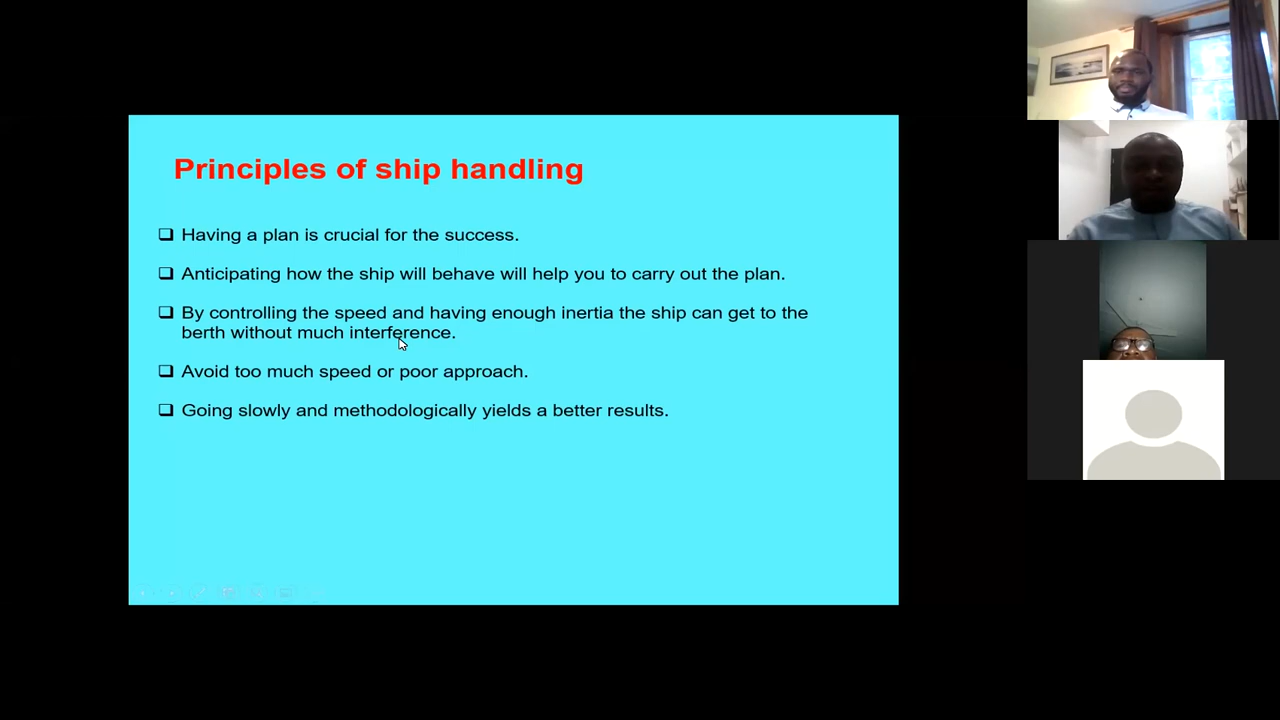 Principles of ship handling
Having a plan is crucial for the success.
Anticipating how the ship will behave will help you to carry out the plan.
By controlling the speed and having enough inertia the ship can get to the
berth without much interference.
Avoid too much speed or poor approach.
Going slowly and methodologically yields a better results.